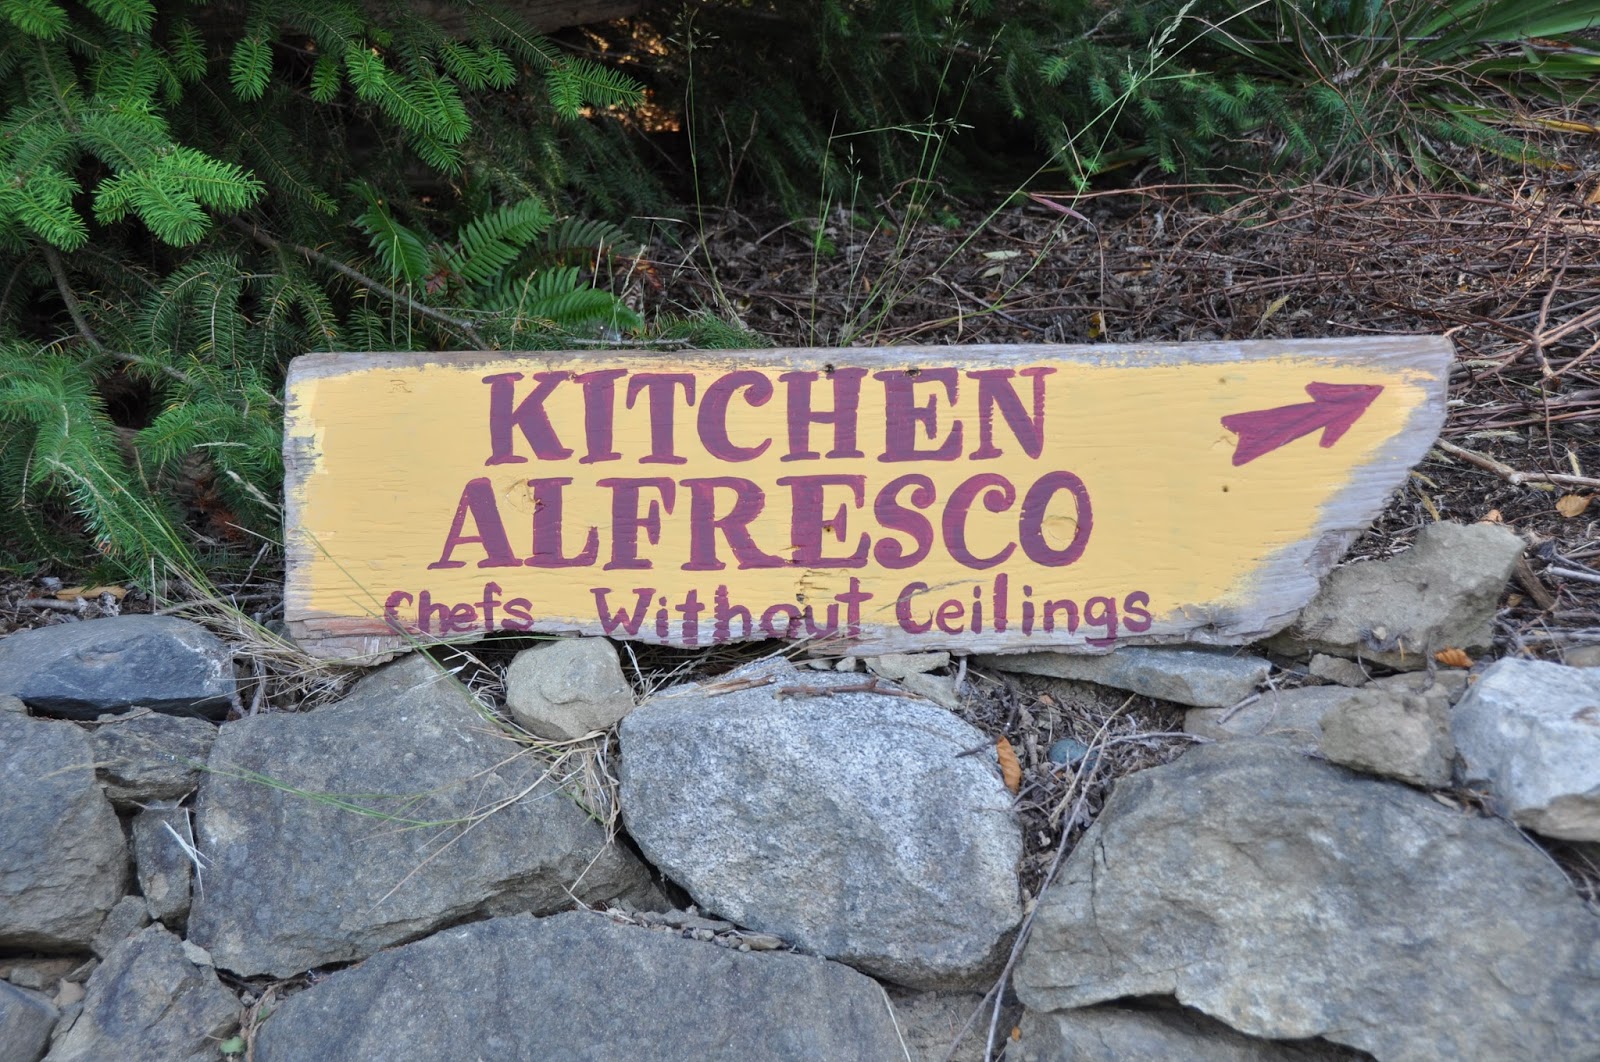 KITCHEN
ALFRESCO
Chefs Without Ceilings